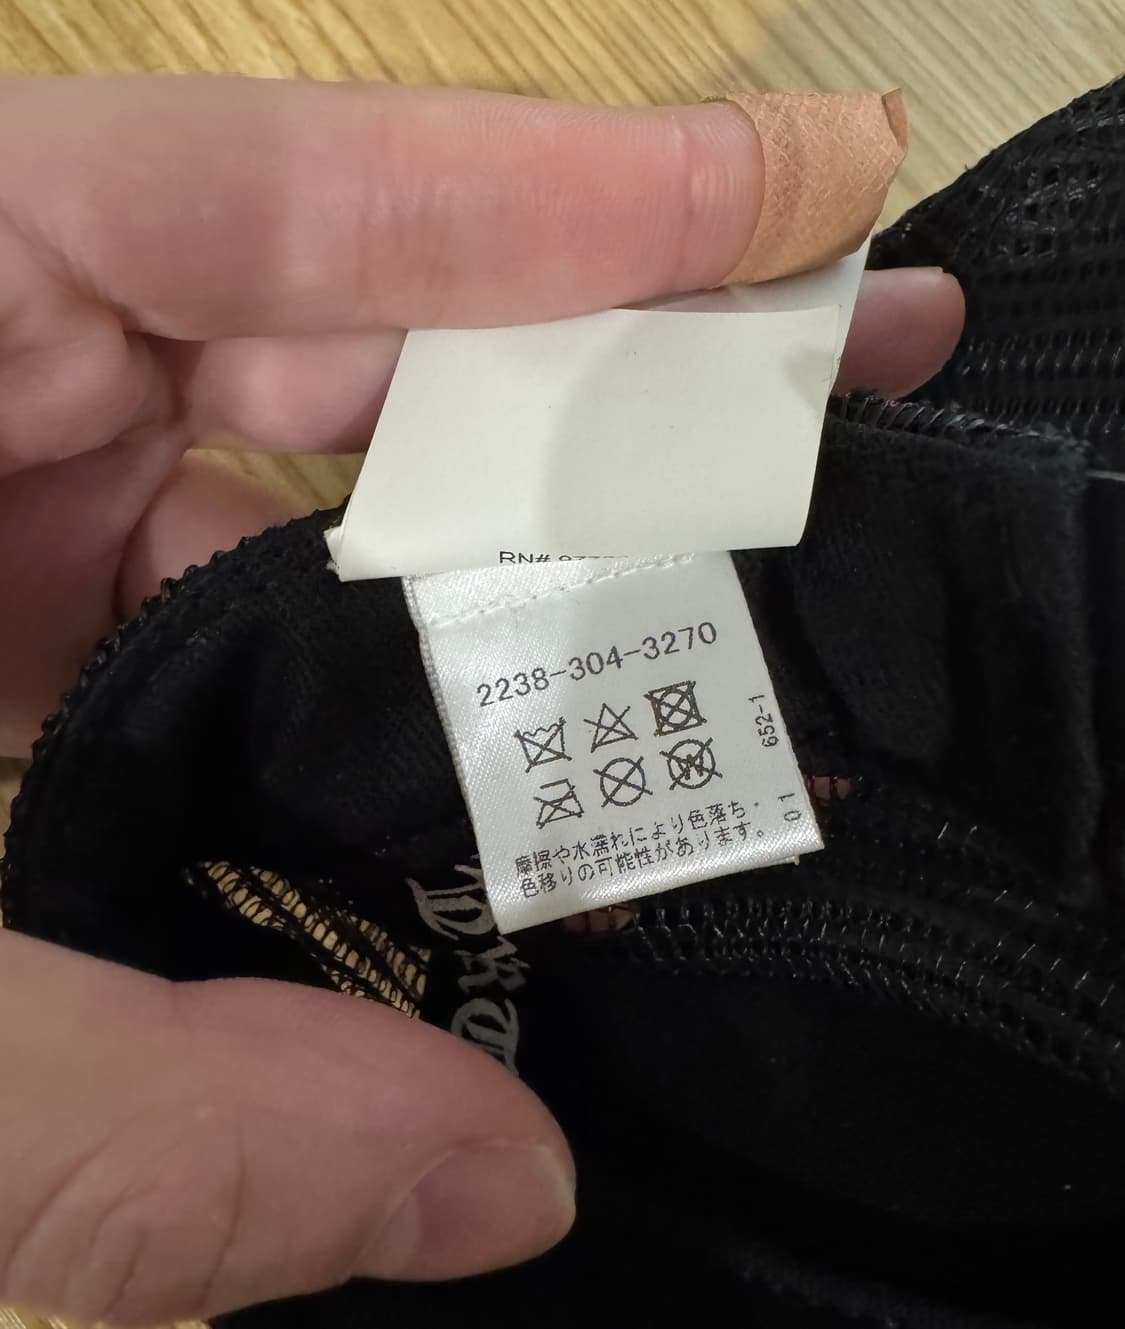 RN#
2238-304-3270
652-1
摩擦や水濡れにより色落ち・
色移りの可能性があります。
01